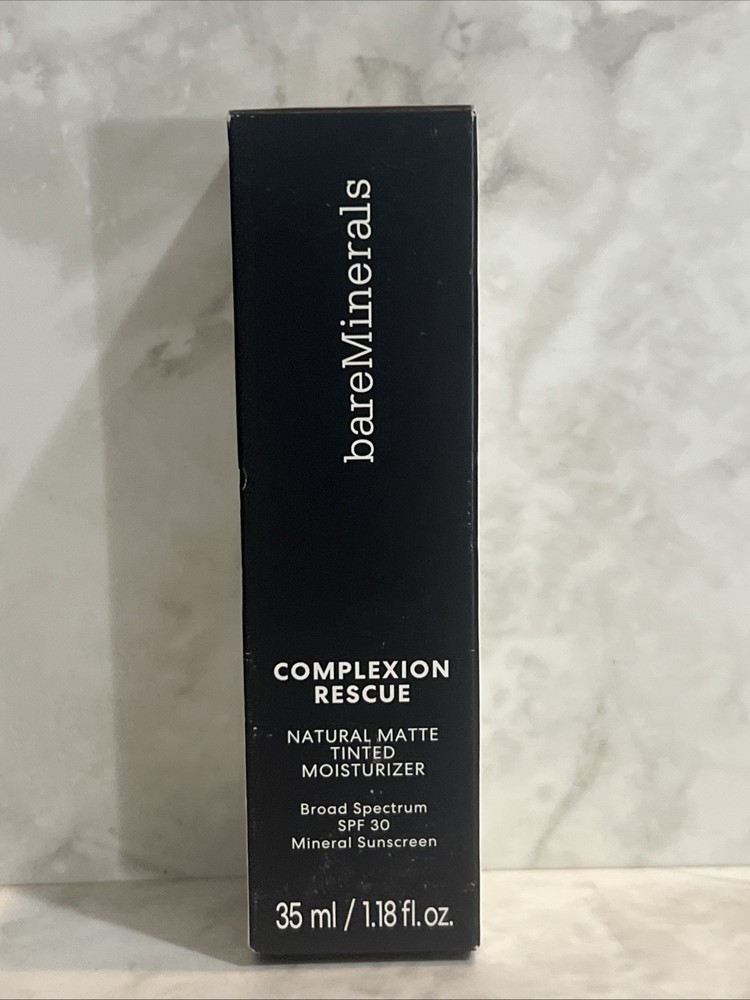 bareMinerals
COMPLEXION
RESCUE
NATURAL MATTE
TINTED
MOISTURIZER
Broad Spectrum
SPF 30
Mineral Sunscreen
35 ml / 1.18 fl. oz.